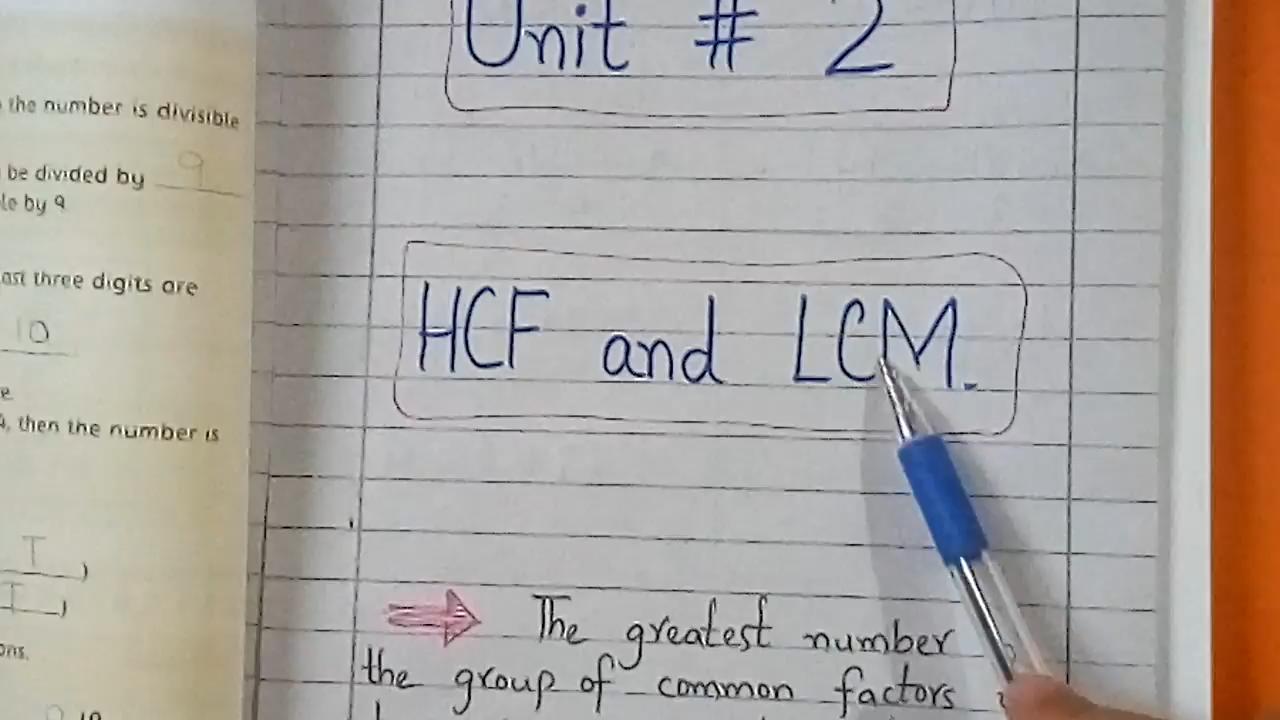 Unit # 2
the number is divisible
be divided by 9
le by 9
ast three digits are
10
e
, then the number is
I )
I )
ons.
HCF and LCM.
The greatest number
the group of common factors